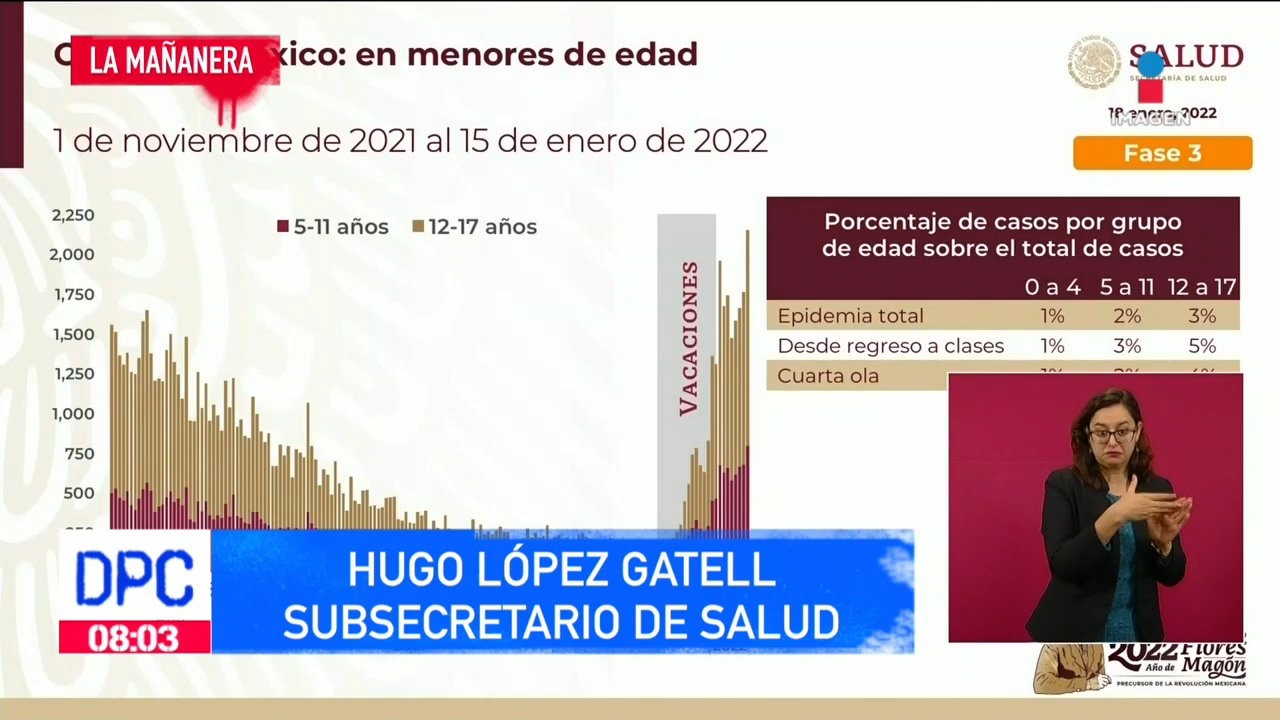 LA MAÑANERA
xico: en menores de edad
1 de noviembre de 2021 al 15 de enero de 2022
SALUD
SECRETARÍA DE SALUD
18 enero, 2022
IMAGEN
Fase 3
2,250
2,000
1,750
1,500
1,250
1,000
750
500
5-11 años
12-17 años
VACACIONES
Porcentaje de casos por grupo
de edad sobre el total de casos
0 a 4 5 a 11 12 a 17
Epidemia total 1% 2% 3%
Desde regreso a clases 1% 3% 5%
Cuarta ola
DPC
08:03
HUGO LÓPEZ GATELL
SUBSECRETARIO DE SALUD
2022 Flores
Año de Magón
PRECURSOR DE LA REVOLUCIÓN MEXICANA